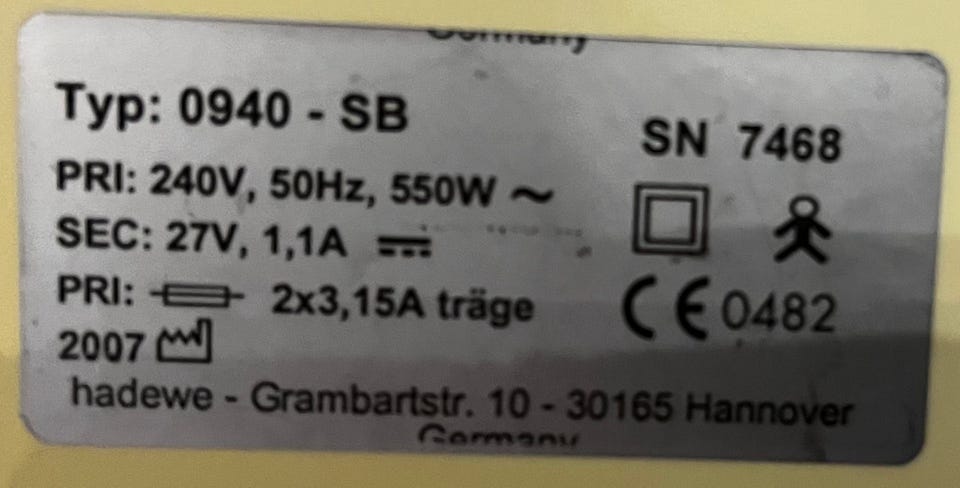 Germany
Typ: 0940 - SB
SN 7468
PRI: 240V, 50Hz, 550W ~
SEC: 27V, 1,1A
PRI: 2x3,15A träge
CE 0482
2007
hadewe - Grambartstr. 10 - 30165 Hannover
Germany